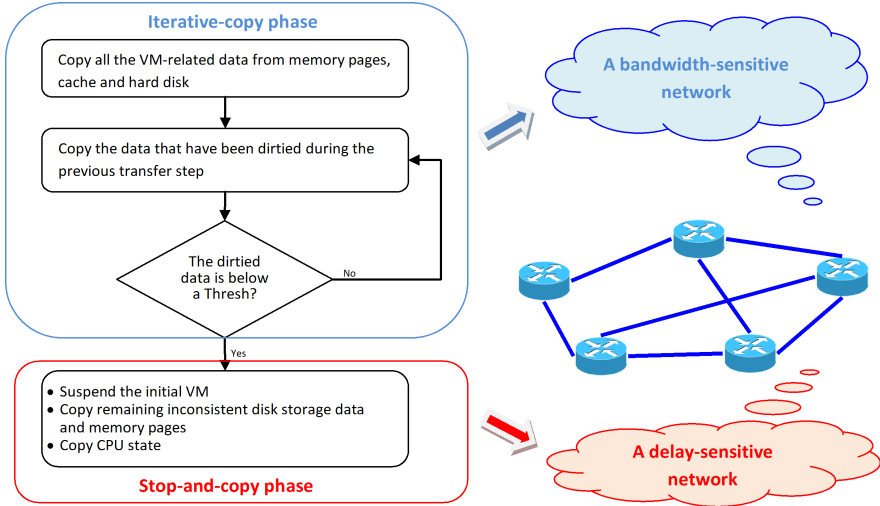 Iterative-copy phase
Copy all the VM-related data from memory pages,
cache and hard disk
Copy the data that have been dirtied during the
previous transfer step
The dirtied
data is below
a Thresh?
No
Yes
• Suspend the initial VM
• Copy remaining inconsistent disk storage data
and memory pages
• Copy CPU state
Stop-and-copy phase
A bandwidth-sensitive
network
A delay-sensitive
network